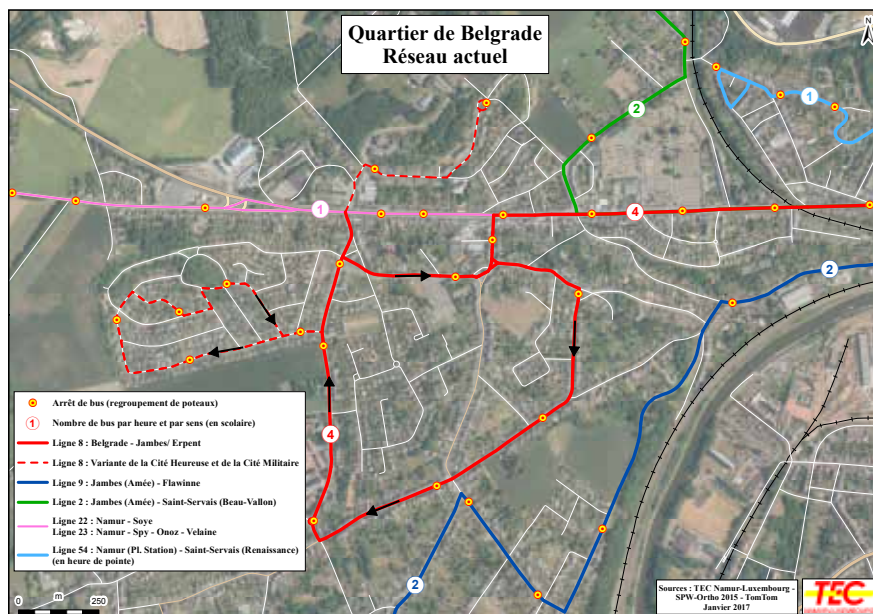 Quartier de Belgrade
Réseau actuel
N
1
2
1
4
2
4
2
Arrêt de bus (regroupement de poteaux)
1 Nombre de bus par heure et par sens (en scolaire)
Ligne 8 : Belgrade - Jambes/ Erpent
Ligne 8 : Variante de la Cité Heureuse et de la Cité Militaire
Ligne 9 : Jambes (Amée) - Flawinne
Ligne 2 : Jambes (Amée) - Saint-Servais (Beau-Vallon)
Ligne 22 : Namur - Soye
Ligne 23 : Namur - Spy - Onoz - Velaine
Ligne 54 : Namur (Pl. Station) - Saint-Servais (Renaissance)
(en heure de pointe)
0 m 250
Sources : TEC Namur-Luxembourg -
SPW-Ortho 2015 - TomTom
Janvier 2017
TEC
NAMUR-LUXEMBOURG